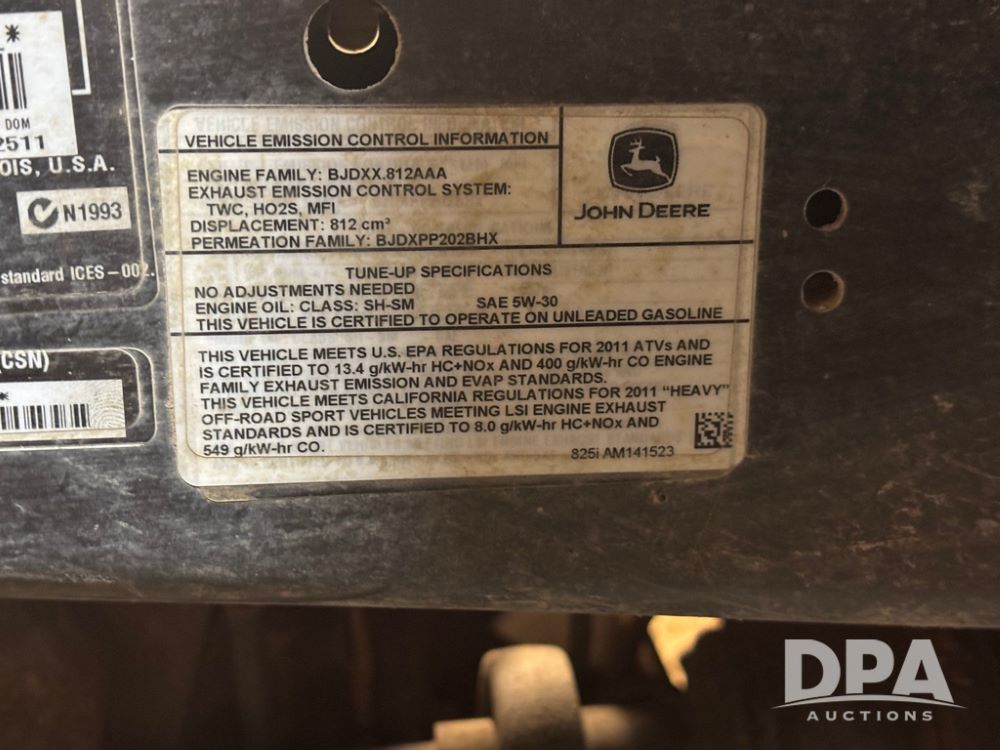 *
DOM
2511
OIS, U.S.A.
N1993
standard ICES-002.
(CSN)
*
VEHICLE EMISSION CONTROL INFORMATION
ENGINE FAMILY: BJDXX.812AAA
EXHAUST EMISSION CONTROL SYSTEM:
TWC, HO2S, MFI
DISPLACEMENT: 812 cm³
PERMEATION FAMILY: BJDXPP202BHX
JOHN DEERE
TUNE-UP SPECIFICATIONS
NO ADJUSTMENTS NEEDED
ENGINE OIL: CLASS: SH-SM SAE 5W-30
THIS VEHICLE IS CERTIFIED TO OPERATE ON UNLEADED GASOLINE
THIS VEHICLE MEETS U.S. EPA REGULATIONS FOR 2011 ATVs AND
IS CERTIFIED TO 13.4 g/kW-hr HC+NOx AND 400 g/kW-hr CO ENGINE
FAMILY EXHAUST EMISSION AND EVAP STANDARDS.
THIS VEHICLE MEETS CALIFORNIA REGULATIONS FOR 2011 "HEAVY"
OFF-ROAD SPORT VEHICLES MEETING LSI ENGINE EXHAUST
STANDARDS AND IS CERTIFIED TO 8.0 g/kW-hr HC+NOx AND
549 g/kW-hr CO.
825i AM141523
DPA
AUCTIONS